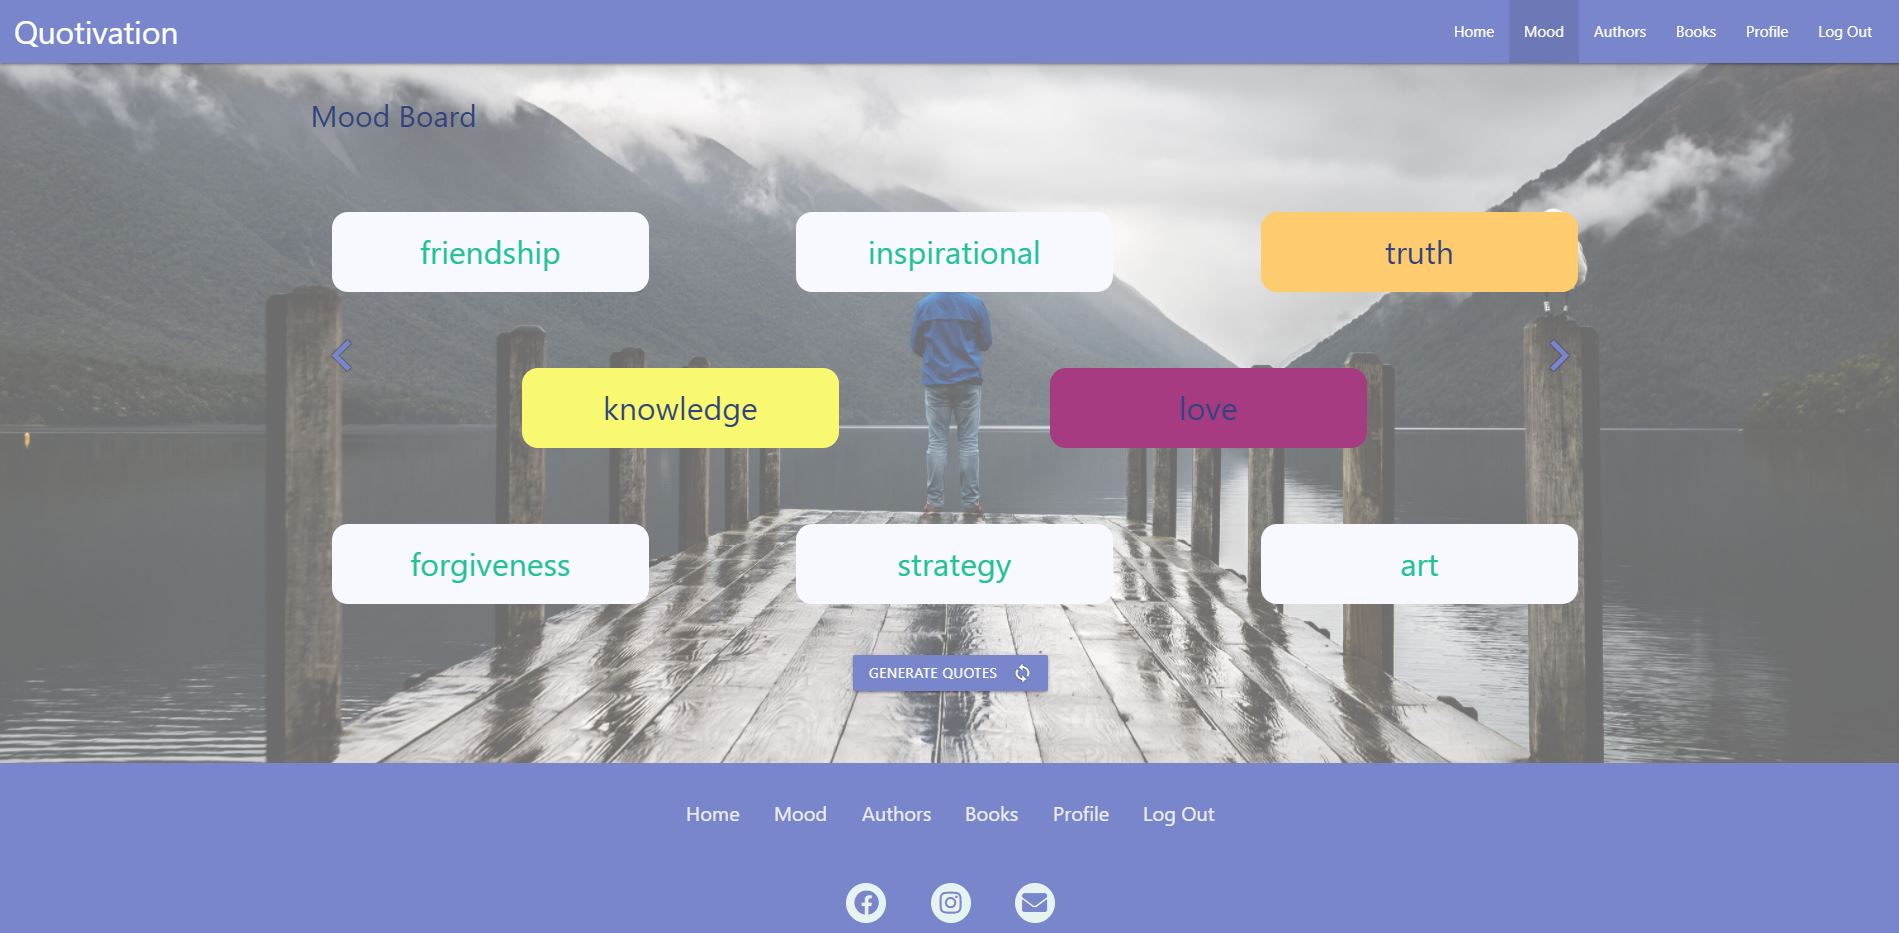 Quotivation
Home Mood Authors Books Profile Log Out
Mood Board
friendship inspirational truth
knowledge love
forgiveness strategy art
GENERATE QUOTES
Home Mood Authors Books Profile Log Out